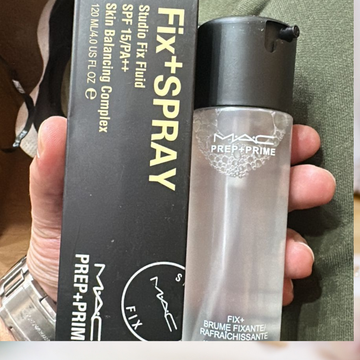 Fix+SPRAY
Studio Fix Fluid
SPF 15/PA++
Skin Balancing Complex
120 ML/4.0 US FL OZ ℮
MAC
PREP+PRIM
FIX
MAC
PREP+PRIME
FIX+
BRUME FIXANTE/
RAFRAÎCHISSANTE